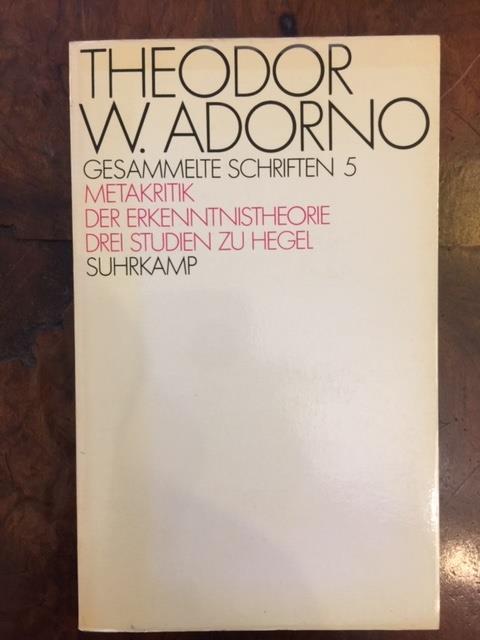 THEODOR
W. ADORNO
GESAMMELTE SCHRIFTEN 5
METAKRITIK
DER ERKENNTNISTHEORIE
DREI STUDIEN ZU HEGEL
SUHRKAMP